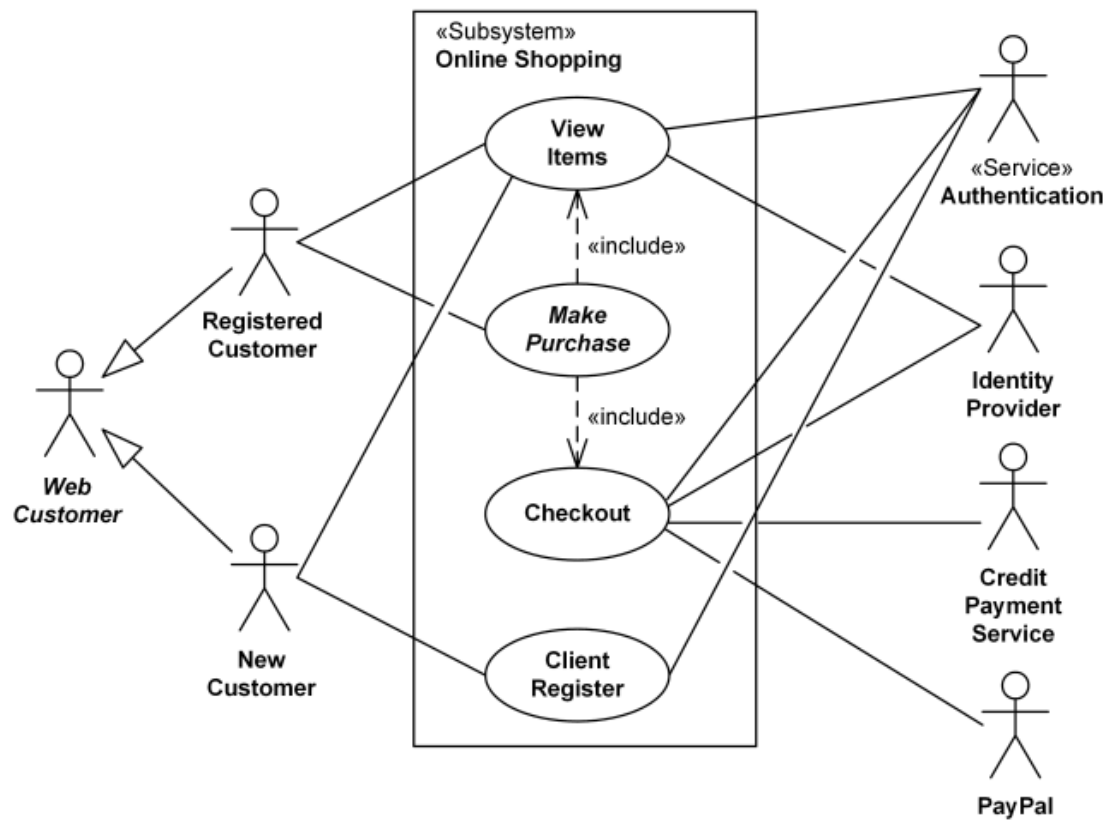 «Subsystem»
Online Shopping
View
Items
«Service»
Authentication
«include»
Registered
Customer
Make
Purchase
Identity
Provider
«include»
Web
Customer
Checkout
Credit
Payment
Service
New
Customer
Client
Register
PayPal